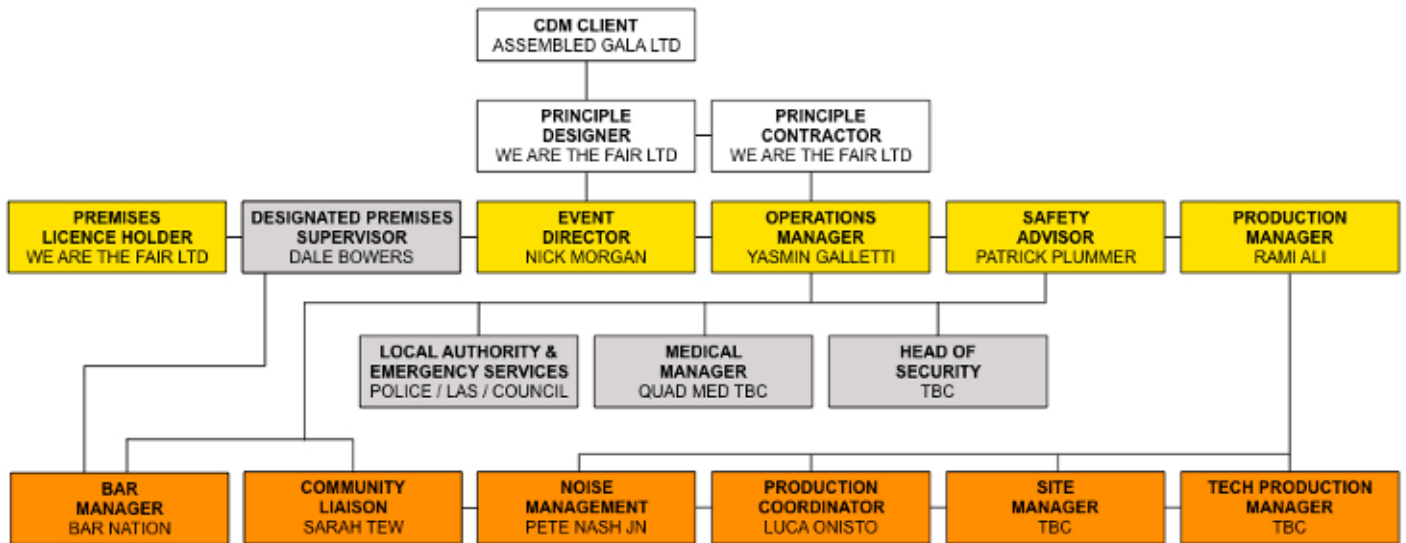 CDM CLIENT
ASSEMBLED GALA LTD
PRINCIPLE
DESIGNER
WE ARE THE FAIR LTD
PRINCIPLE
CONTRACTOR
WE ARE THE FAIR LTD
PREMISES
LICENCE HOLDER
WE ARE THE FAIR LTD
DESIGNATED PREMISES
SUPERVISOR
DALE BOWERS
EVENT
DIRECTOR
NICK MORGAN
OPERATIONS
MANAGER
YASMIN GALLETTI
SAFETY
ADVISOR
PATRICK PLUMMER
PRODUCTION
MANAGER
RAMI ALI
LOCAL AUTHORITY &
EMERGENCY SERVICES
POLICE / LAS / COUNCIL
MEDICAL
MANAGER
QUAD MED TBC
HEAD OF
SECURITY
TBC
BAR
MANAGER
BAR NATION
COMMUNITY
LIAISON
SARAH TEW
NOISE
MANAGEMENT
PETE NASH JN
PRODUCTION
COORDINATOR
LUCA ONISTO
SITE
MANAGER
TBC
TECH PRODUCTION
MANAGER
TBC